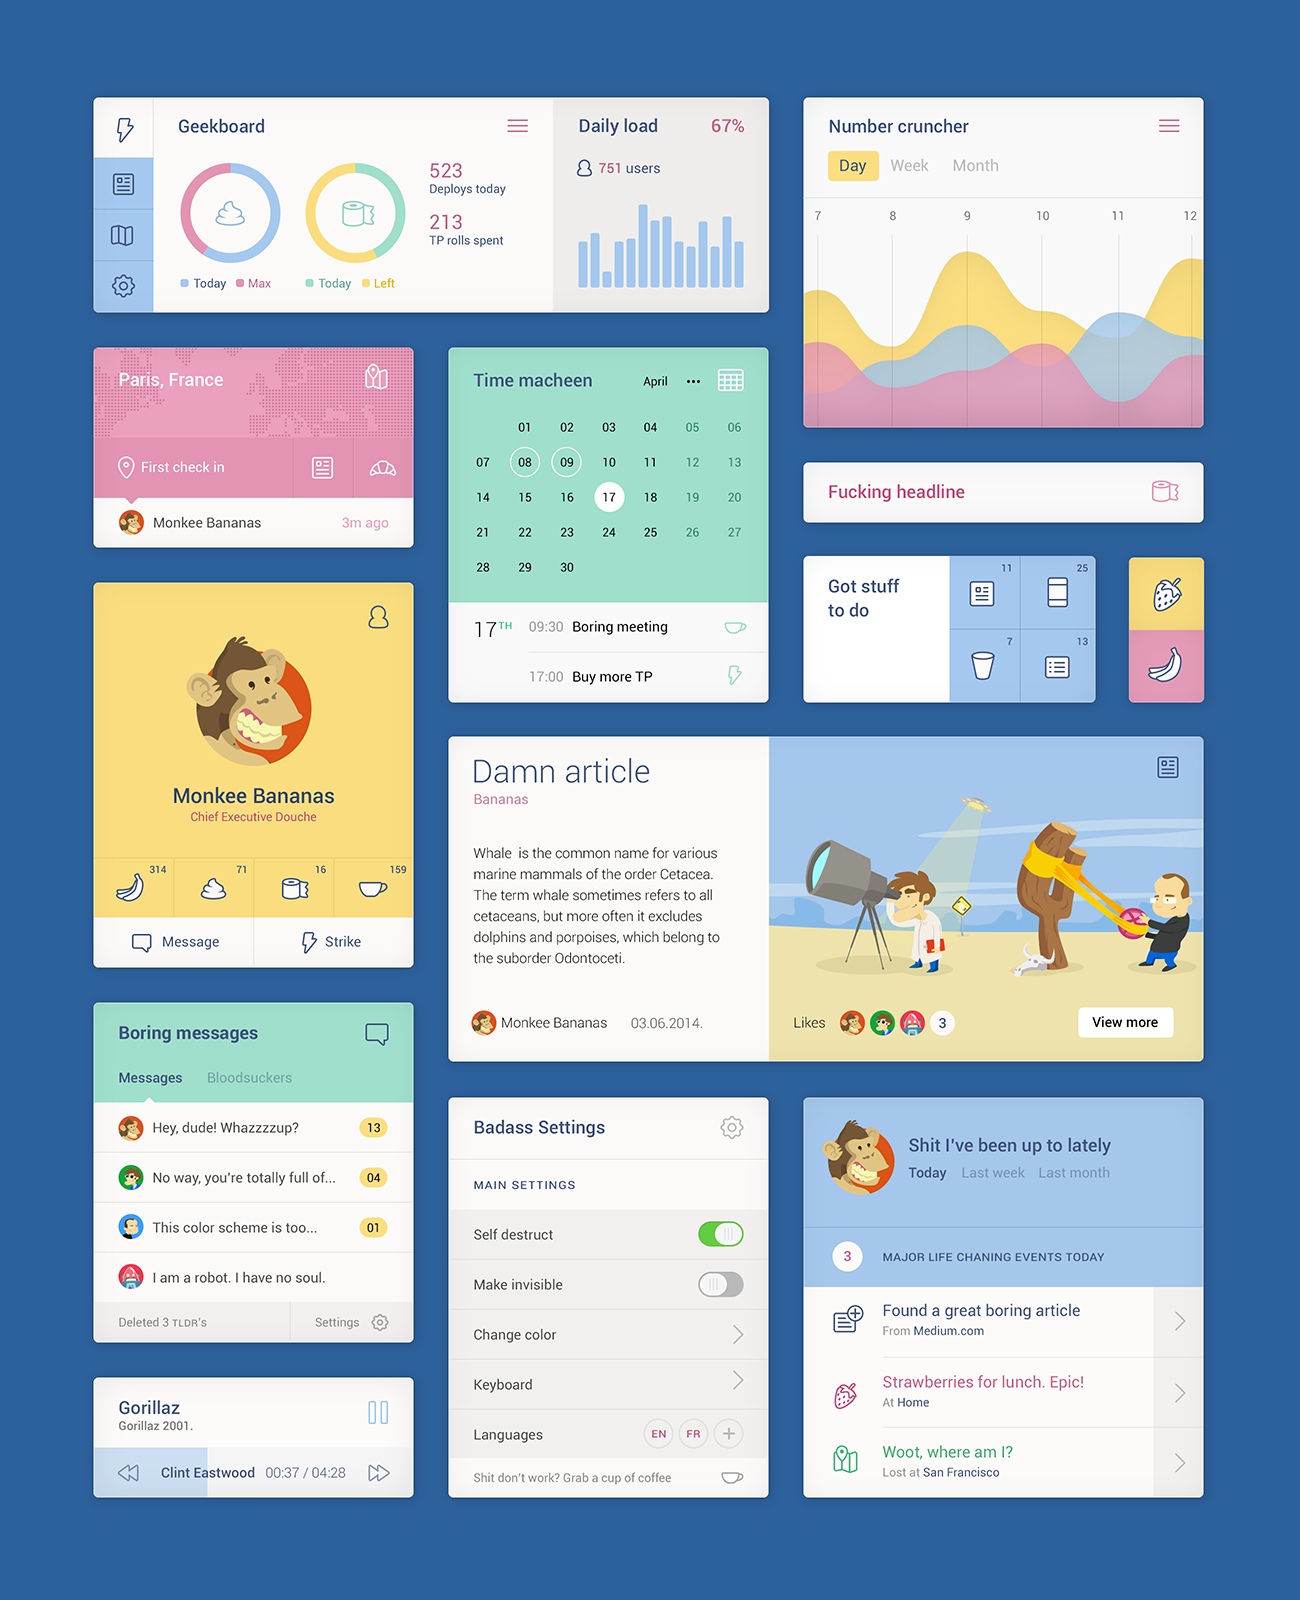 Geekboard
523
Deploys today
213
TP rolls spent
Today Max
Today Left
Daily load 67%
751 users
Number cruncher
Day Week Month
7 8 9 10 11 12
Paris, France
First check in
Monkee Bananas 3m ago
Time macheen April •••
01 02 03 04 05 06
07 08 09 10 11 12 13
14 15 16 17 18 19 20
21 22 23 24 25 26 27
28 29 30
17TH 09:30 Boring meeting
17:00 Buy more TP
Fucking headline
Got stuff
to do
11 25
7 13
Monkee Bananas
Chief Executive Douche
314 71 16 159
Message Strike
Damn article
Bananas
Whale is the common name for various
marine mammals of the order Cetacea.
The term whale sometimes refers to all
cetaceans, but more often it excludes
dolphins and porpoises, which belong to
the suborder Odontoceti.
Monkee Bananas 03.06.2014.
Likes 3 View more
Boring messages
Messages Bloodsuckers
Hey, dude! Whazzzzup? 13
No way, you're totally full of... 04
This color scheme is too... 01
I am a robot. I have no soul.
Deleted 3 TLDR's Settings
Gorillaz
Gorillaz 2001.
Clint Eastwood 00:37 / 04:28
Badass Settings
MAIN SETTINGS
Self destruct
Make invisible
Change color
Keyboard
Languages EN FR +
Shit don't work? Grab a cup of coffee
Shit I've been up to lately
Today Last week Last month
3 MAJOR LIFE CHANING EVENTS TODAY
Found a great boring article
From Medium.com
Strawberries for lunch. Epic!
At Home
Woot, where am I?
Lost at San Francisco